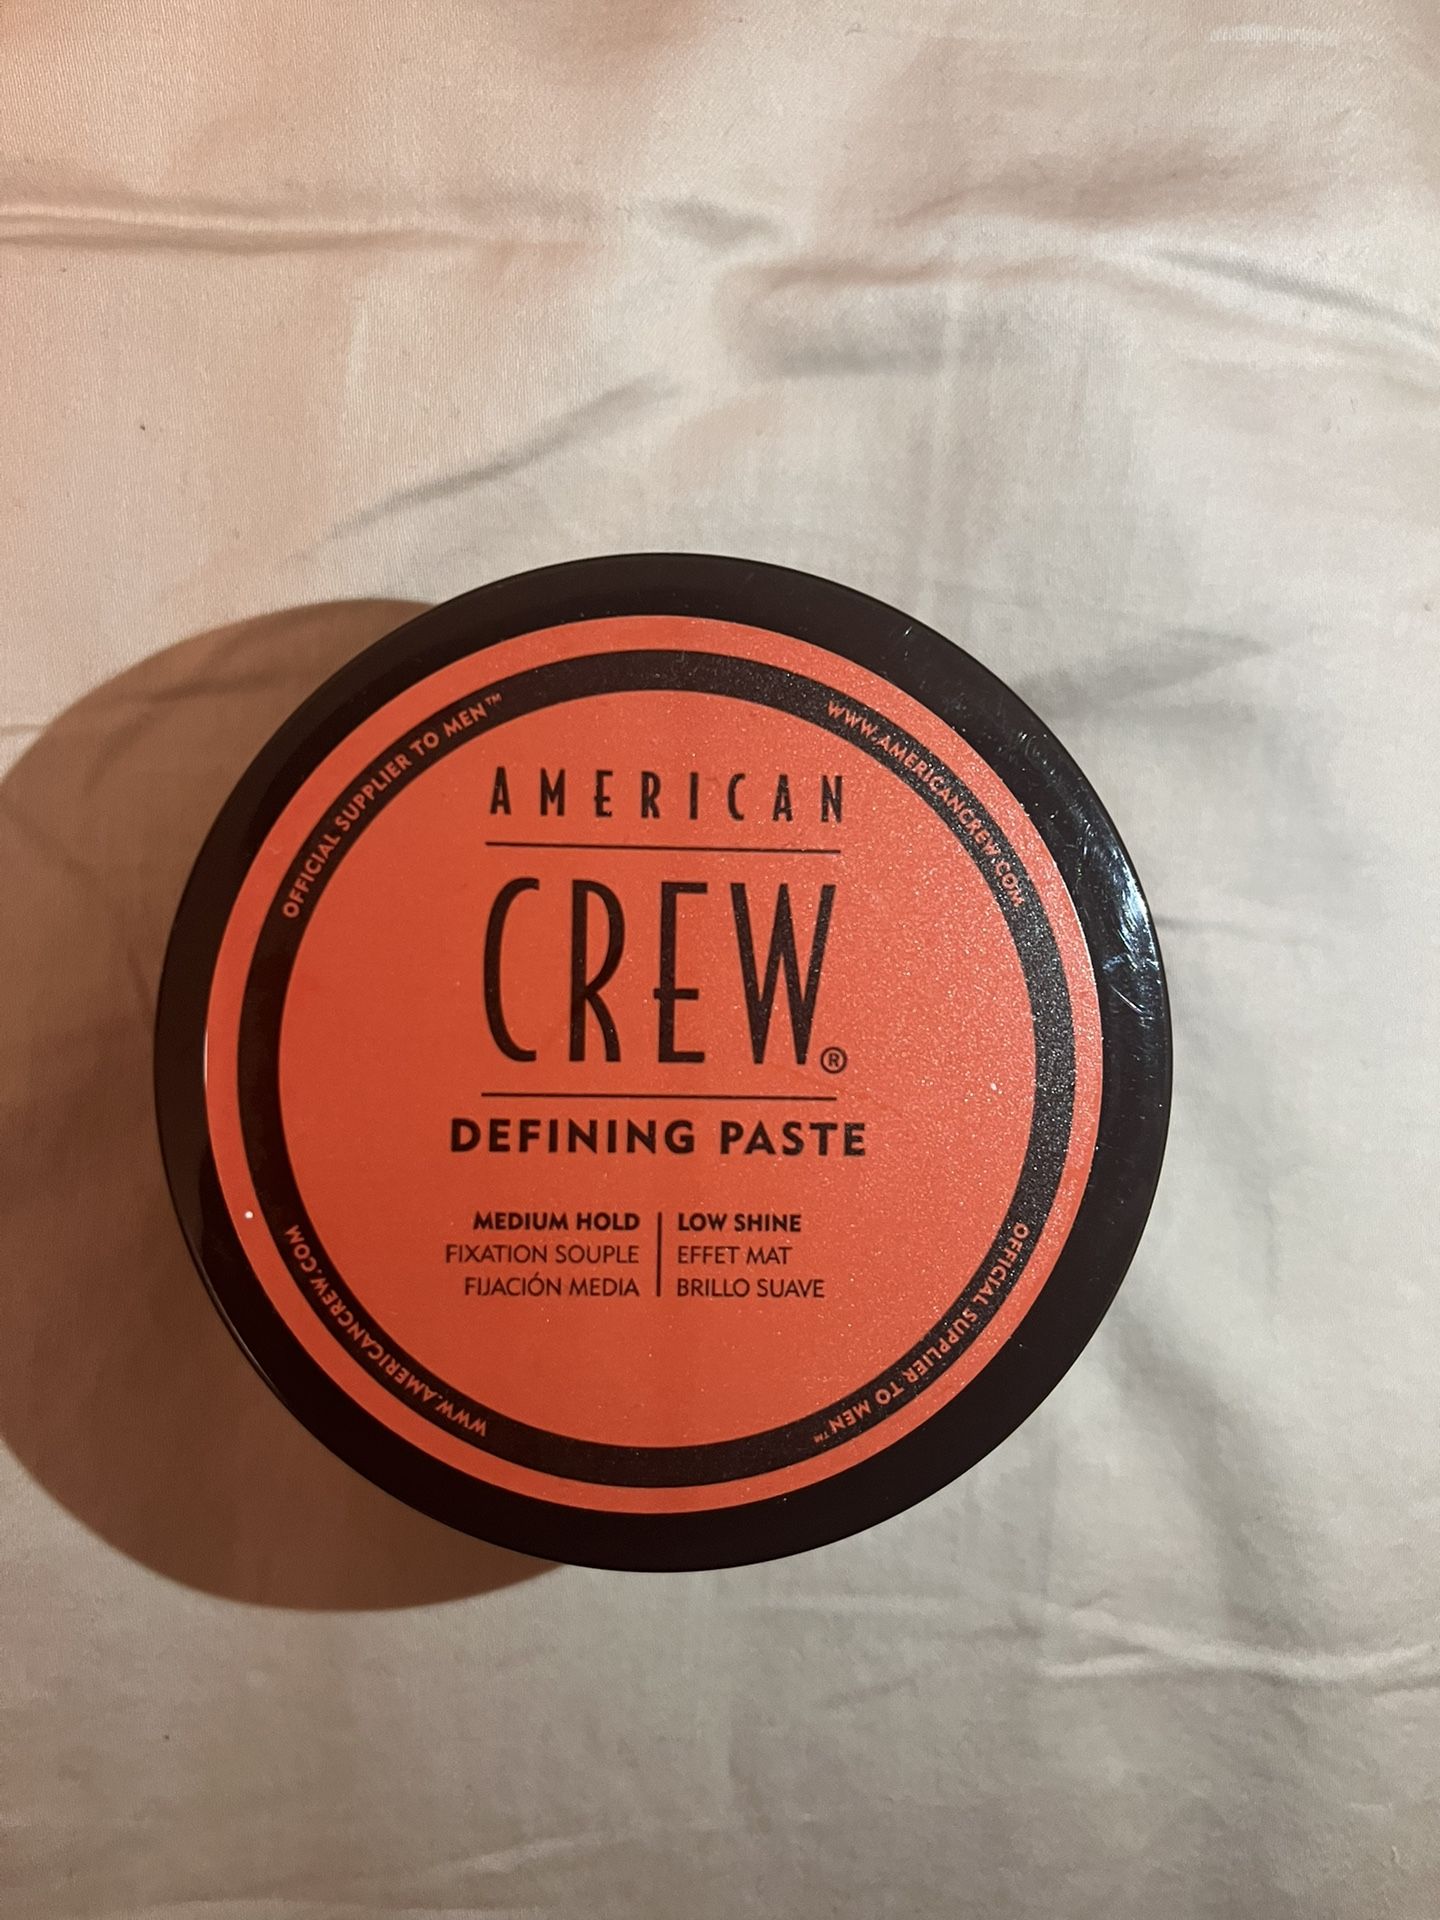 OFFICIAL SUPPLIER TO MEN™
WWW.AMERICANCREW.COM
AMERICAN
CREW®
DEFINING PASTE
MEDIUM HOLD | LOW SHINE
FIXATION SOUPLE | EFFET MAT
FIJACIÓN MEDIA | BRILLO SUAVE
WWW.AMERICANCREW.COM
OFFICIAL SUPPLIER TO MEN™